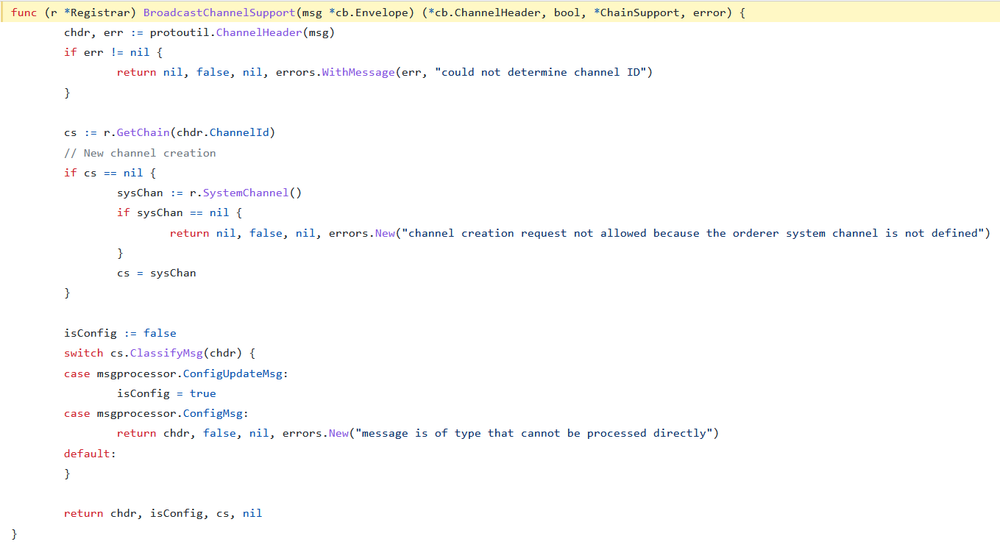 func (r *Registrar) BroadcastChannelSupport(msg *cb.Envelope) (*cb.ChannelHeader, bool, *ChainSupport, error) {
        chdr, err := protoutil.ChannelHeader(msg)
        if err != nil {
                return nil, false, nil, errors.WithMessage(err, "could not determine channel ID")
        }

        cs := r.GetChain(chdr.ChannelId)
        // New channel creation
        if cs == nil {
                sysChan := r.SystemChannel()
                if sysChan == nil {
                        return nil, false, nil, errors.New("channel creation request not allowed because the orderer system channel is not defined")
                }
                cs = sysChan
        }

        isConfig := false
        switch cs.ClassifyMsg(chdr) {
        case msgprocessor.ConfigUpdateMsg:
                isConfig = true
        case msgprocessor.ConfigMsg:
                return chdr, false, nil, errors.New("message is of type that cannot be processed directly")
        default:
        }

        return chdr, isConfig, cs, nil
}